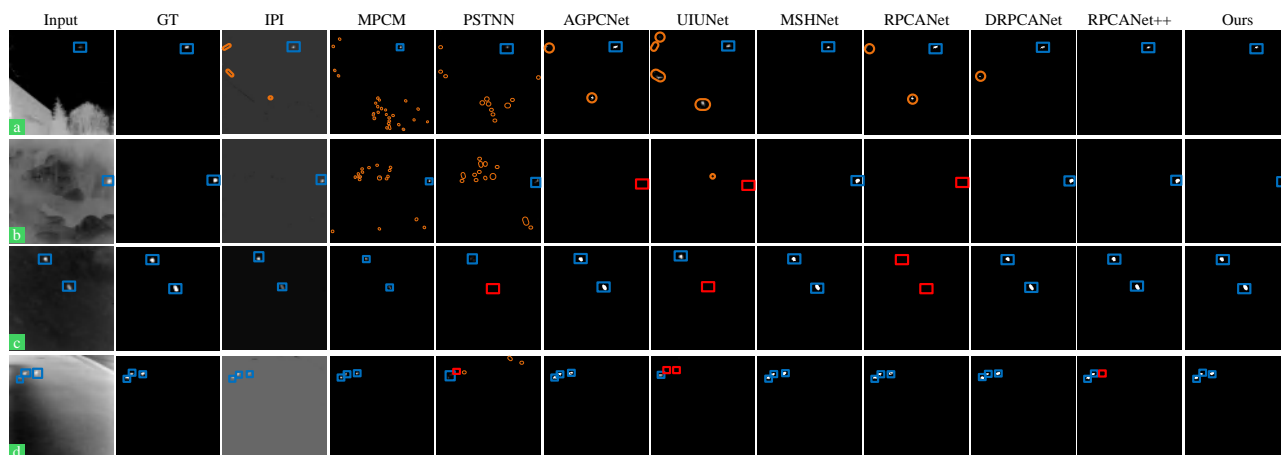 Input GT IPI MPCM PSTNN AGPCNet UIUNet MSHNet RPCANet DRPCANet RPCANet++ Ours
a
b
c
d